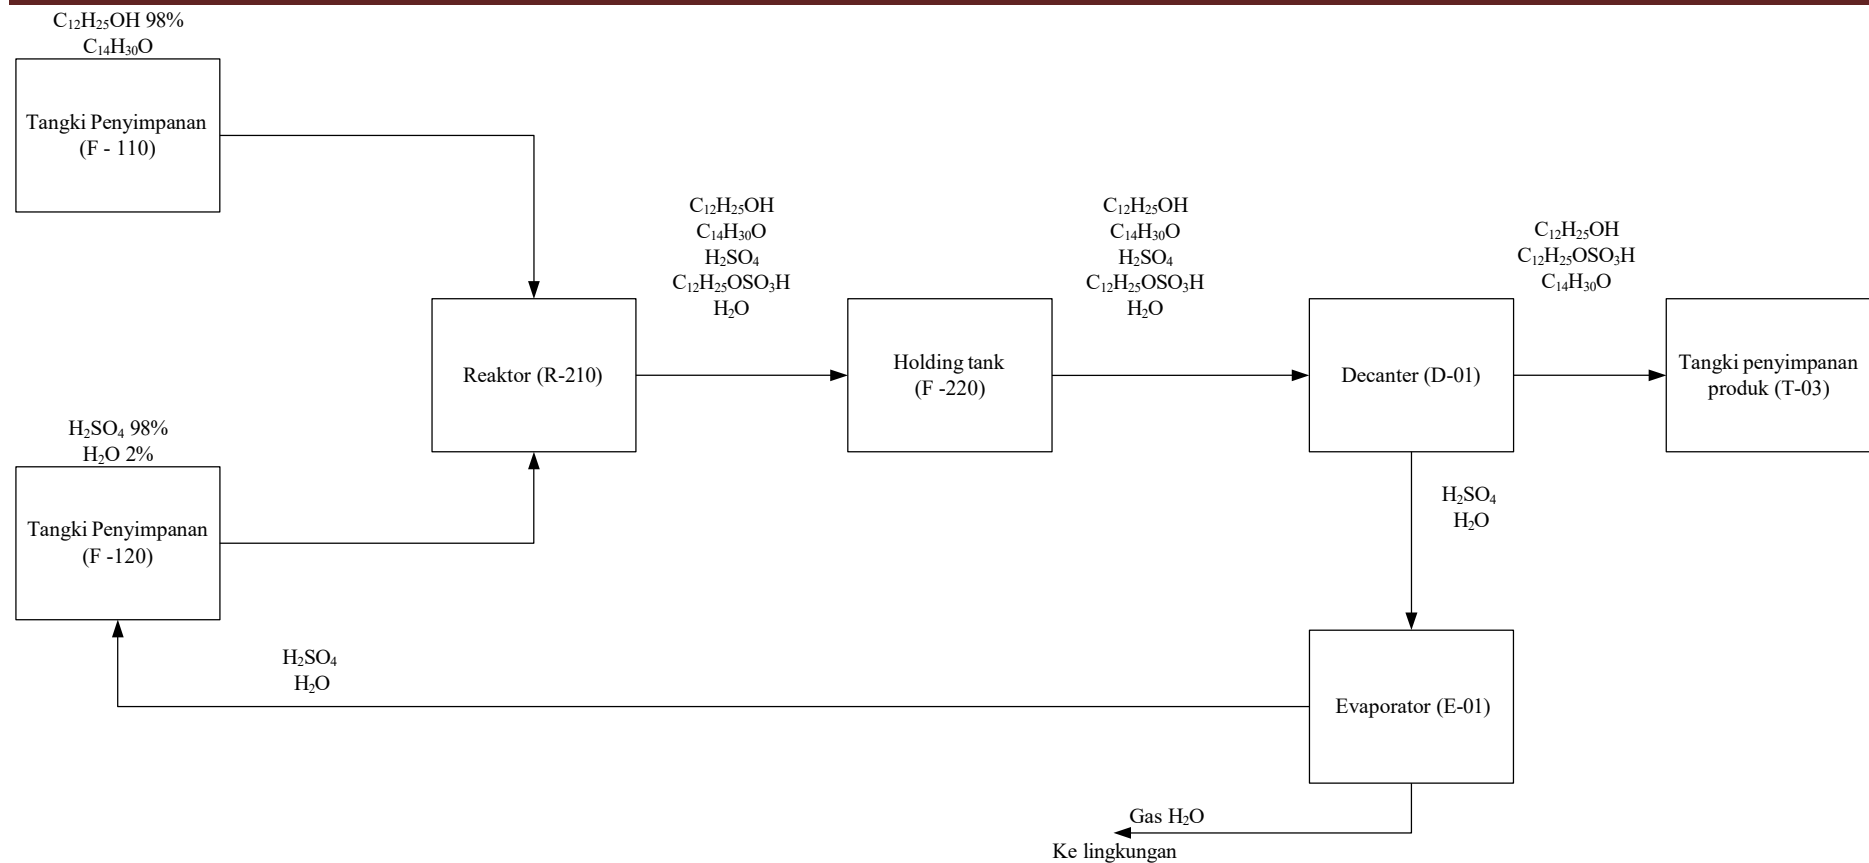 C₁₂H₂₅OH 98%
C₁₄H₃₀O
Tangki Penyimpanan
(F - 110)
C₁₂H₂₅OH
C₁₄H₃₀O
H₂SO₄
C₁₂H₂₅OSO₃H
H₂O
C₁₂H₂₅OH
C₁₄H₃₀O
H₂SO₄
C₁₂H₂₅OSO₃H
H₂O
C₁₂H₂₅OH
C₁₂H₂₅OSO₃H
C₁₄H₃₀O
Reaktor (R-210)
Holding tank
(F -220)
Decanter (D-01)
Tangki penyimpanan
produk (T-03)
H₂SO₄ 98%
H₂O 2%
Tangki Penyimpanan
(F -120)
H₂SO₄
H₂O
H₂SO₄
H₂O
Evaporator (E-01)
Gas H₂O
Ke lingkungan